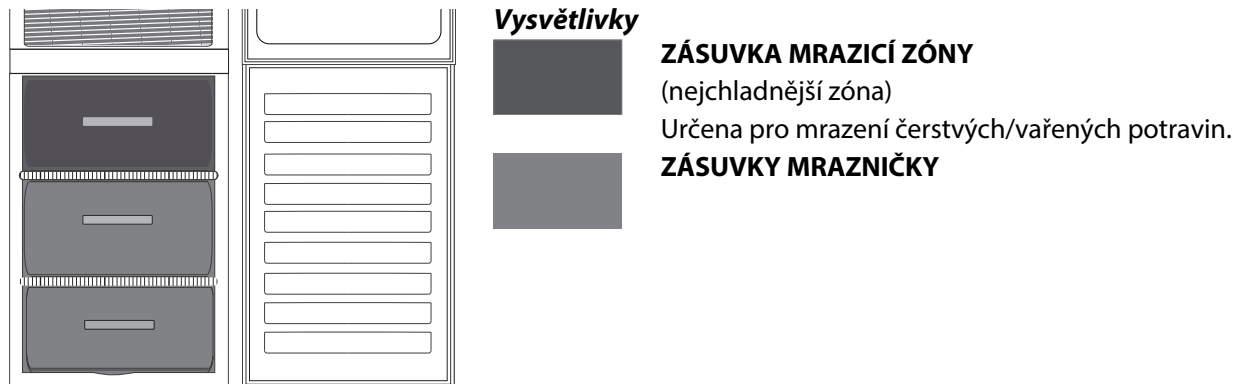 Vysvětlivky
ZÁSUVKA MRAZICÍ ZÓNY
(nejchladnější zóna)
Určena pro mrazení čerstvých/vařených potravin.
ZÁSUVKY MRAZNIČKY